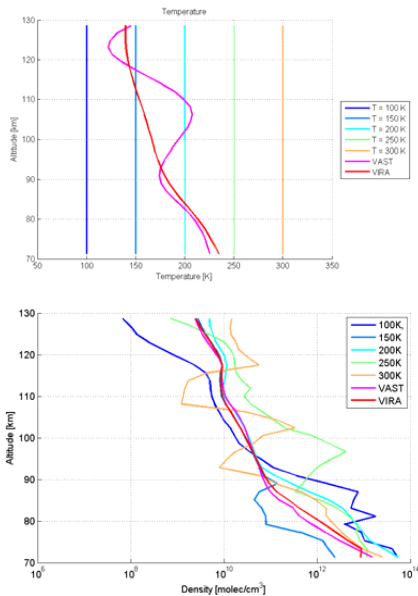 Temperature
130
120
110
100
90
80
70
Altitude [km]
50 100 150 200 250 300 350
Temperature [K]
T = 100 K
T = 150 K
T = 200 K
T = 250 K
T = 300 K
VAST
VIRA
130
120
110
100
90
80
70
Altitude [km]
10^6 10^8 10^10 10^12 10^14
Density [molec/cm^3]
100K,
150K
200K
250K
300K
VAST
VIRA